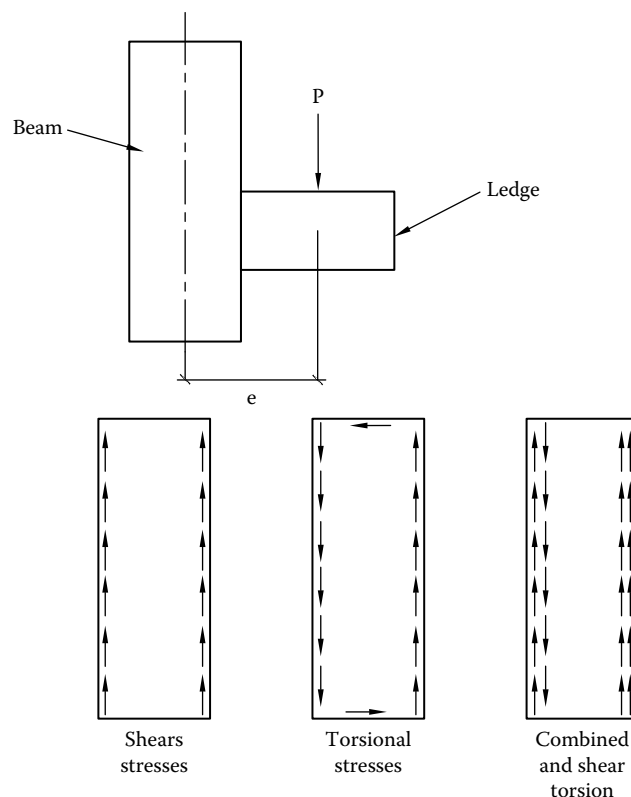 P
Beam
Ledge
e
Shears
stresses
Torsional
stresses
Combined
and shear
torsion